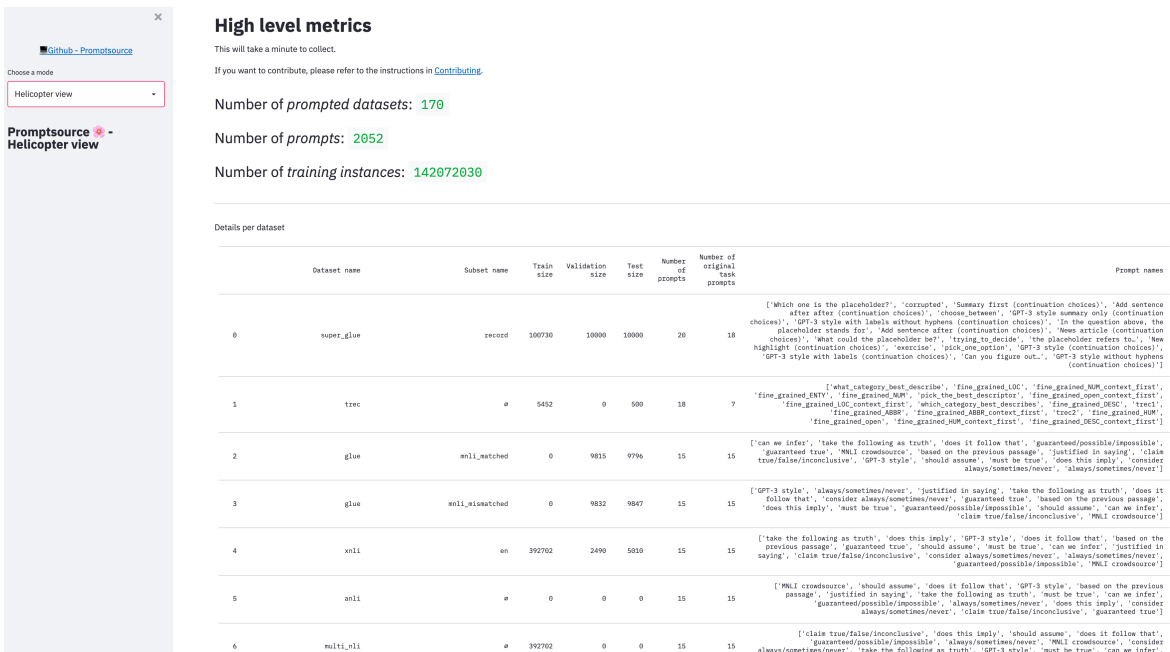 ×
Github - Promptsource
Choose a mode
Helicopter view
Promptsource 🌸 -
Helicopter view
High level metrics
This will take a minute to collect.
If you want to contribute, please refer to the instructions in Contributing.
Number of prompted datasets: 170
Number of prompts: 2052
Number of training instances: 142072030
Details per dataset
Dataset name Subset name Train size Validation size Test size Number of prompts Number of original task prompts Prompt names
0 super_glue record 100730 10000 10000 20 18
['Which one is the placeholder?', 'corrupted', 'Summary first (continuation choices)', 'Add sentence
after after (continuation choices)', 'choose_between', 'GPT-3 style summary only (continuation
choices)', 'GPT-3 style with labels without hyphens (continuation choices)', 'In the question above, the
placeholder stands for', 'Add sentence after (continuation choices)', 'News article (continuation
choices)', 'What could the placeholder be?', 'trying_to_decide', 'the placeholder refers to…', 'New
highlight (continuation choices)', 'exercise', 'pick_one_option', 'GPT-3 style (continuation choices)',
'GPT-3 style with labels (continuation choices)', 'Can you figure out…', 'GPT-3 style without hyphens
(continuation choices)']
1 trec ∅ 5452 0 500 18 7
['what_category_best_describe', 'fine_grained_LOC', 'fine_grained_NUM_context_first',
'fine_grained_ENTY', 'fine_grained_NUM', 'pick_the_best_descriptor', 'fine_grained_open_context_first',
'fine_grained_LOC_context_first', 'which_category_best_describes', 'fine_grained_DESC', 'trec1',
'fine_grained_ABBR', 'fine_grained_ABBR_context_first', 'trec2', 'fine_grained_HUM',
'fine_grained_open', 'fine_grained_HUM_context_first', 'fine_grained_DESC_context_first']
2 glue mnli_matched 0 9815 9796 15 15
['can we infer', 'take the following as truth', 'does it follow that', 'guaranteed/possible/impossible',
'guaranteed true', 'MNLI crowdsource', 'based on the previous passage', 'justified in saying', 'claim
true/false/inconclusive', 'GPT-3 style', 'should assume', 'must be true', 'does this imply', 'consider
always/sometimes/never', 'always/sometimes/never']
3 glue mnli_mismatched 0 9832 9847 15 15
['GPT-3 style', 'always/sometimes/never', 'justified in saying', 'take the following as truth', 'does it
follow that', 'consider always/sometimes/never', 'guaranteed true', 'based on the previous passage',
'does this imply', 'must be true', 'guaranteed/possible/impossible', 'should assume', 'can we infer',
'claim true/false/inconclusive', 'MNLI crowdsource']
4 xnli en 392702 2490 5010 15 15
['take the following as truth', 'does this imply', 'GPT-3 style', 'does it follow that', 'based on the
previous passage', 'guaranteed true', 'should assume', 'must be true', 'can we infer', 'justified in
saying', 'claim true/false/inconclusive', 'consider always/sometimes/never', 'always/sometimes/never',
'guaranteed/possible/impossible', 'MNLI crowdsource']
5 anli ∅ 0 0 0 15 15
['MNLI crowdsource', 'should assume', 'does it follow that', 'GPT-3 style', 'based on the previous
passage', 'justified in saying', 'take the following as truth', 'must be true', 'can we infer',
'guaranteed/possible/impossible', 'always/sometimes/never', 'does this imply', 'consider
always/sometimes/never', 'claim true/false/inconclusive', 'guaranteed true']
6 multi_nli ∅ 392702 0 0 15 15
['claim true/false/inconclusive', 'does this imply', 'should assume', 'does it follow that',
'guaranteed/possible/impossible', 'always/sometimes/never', 'MNLI crowdsource', 'consider
always/sometimes/never', 'take the following as truth', 'GPT-3 style', 'must be true', 'can we infer',